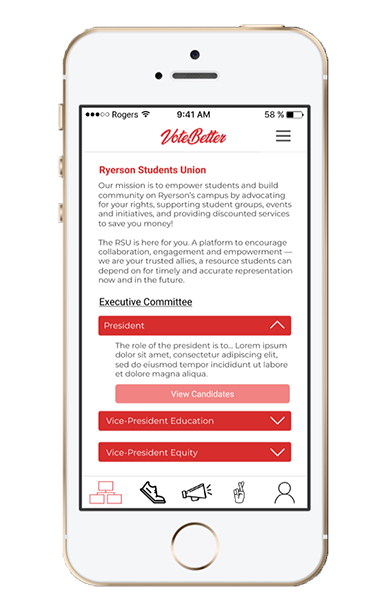 Rogers 9:41 AM 58 %
VoteBetter
Ryerson Students Union
Our mission is to empower students and build
community on Ryerson's campus by advocating
for your rights, supporting student groups, events
and initiatives, and providing discounted services
to save you money!
The RSU is here for you. A platform to encourage
collaboration, engagement and empowerment —
we are your trusted allies, a resource students can
depend on for timely and accurate representation
now and in the future.
Executive Committee
President
The role of the president is to... Lorem ipsum
dolor sit amet, consectetur adipiscing elit,
sed do eiusmod tempor incididunt ut labore
et dolore magna aliqua.
View Candidates
Vice-President Education
Vice-President Equity